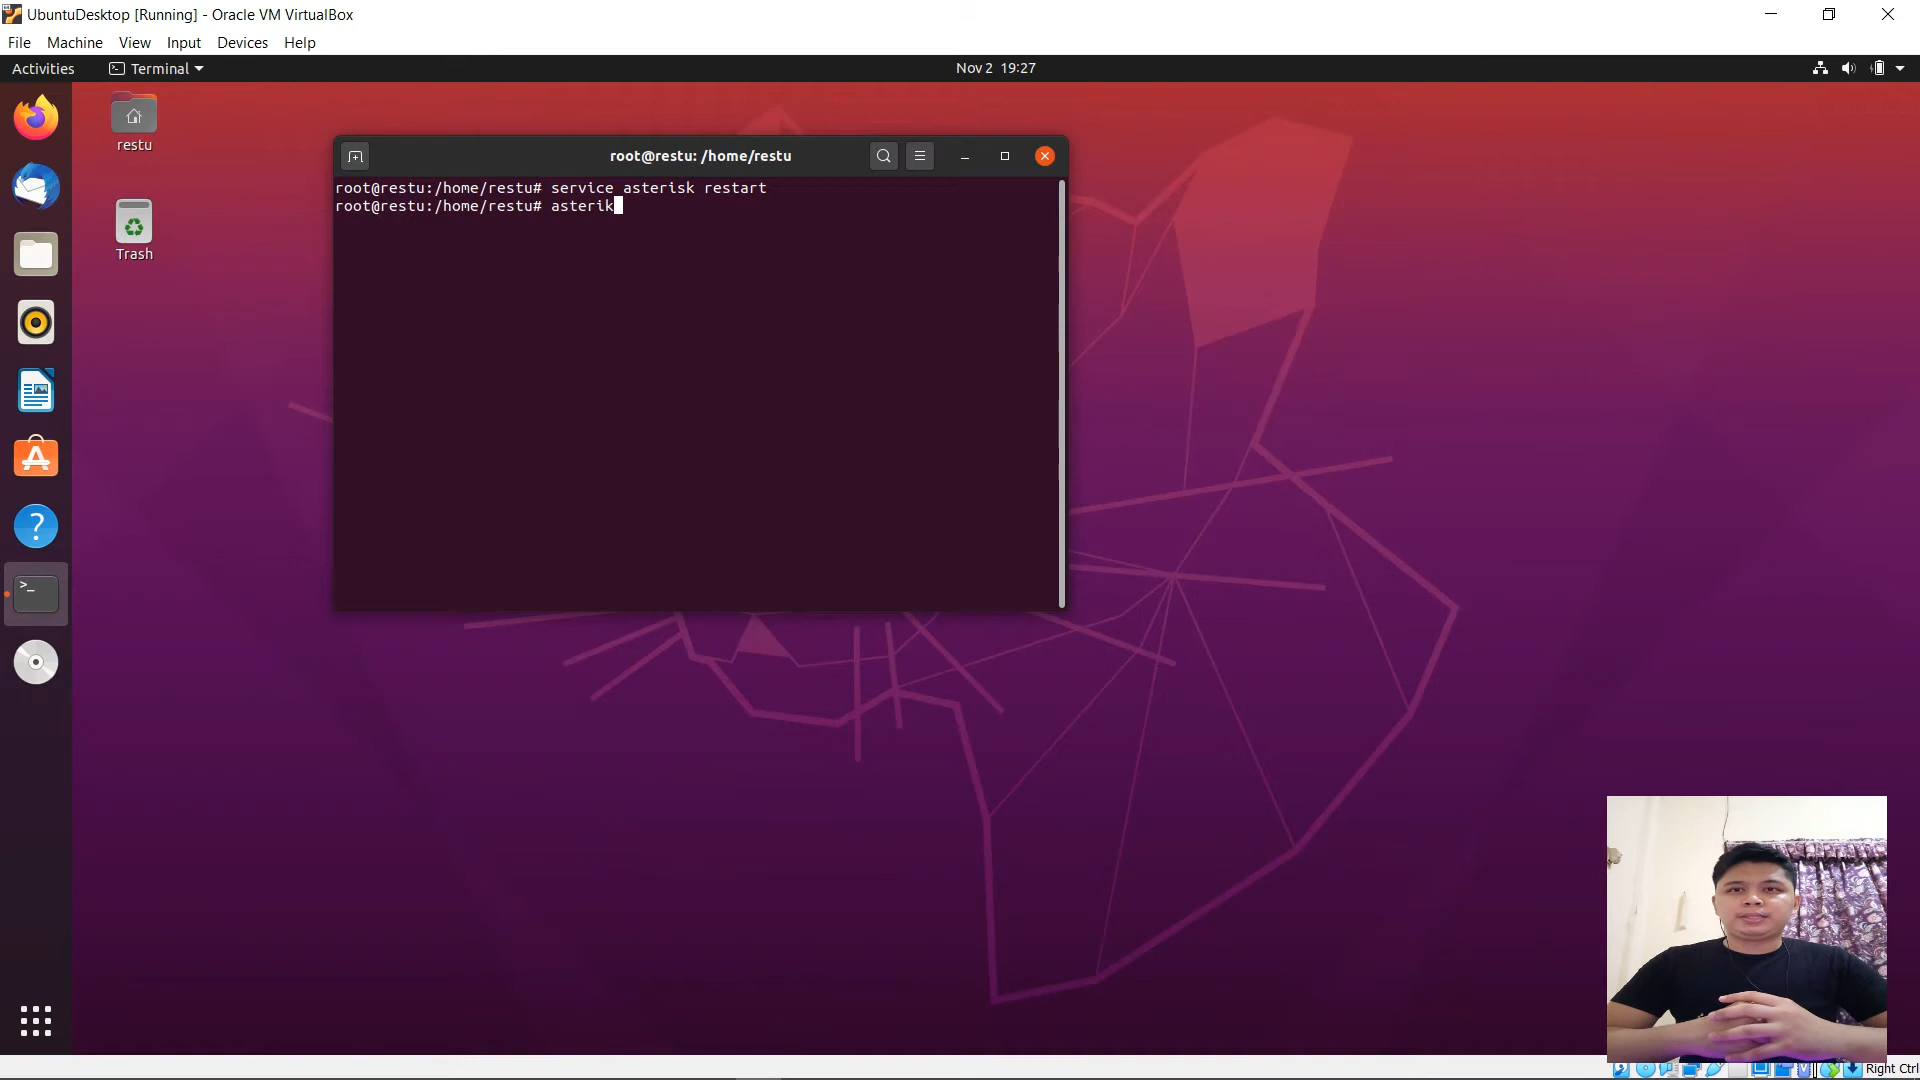 UbuntuDesktop [Running] - Oracle VM VirtualBox
File Machine View Input Devices Help
Activities Terminal Nov 2 19:27
restu
Trash
root@restu: /home/restu
root@restu:/home/restu# service asterisk restart
root@restu:/home/restu# asterik
Right Ctrl